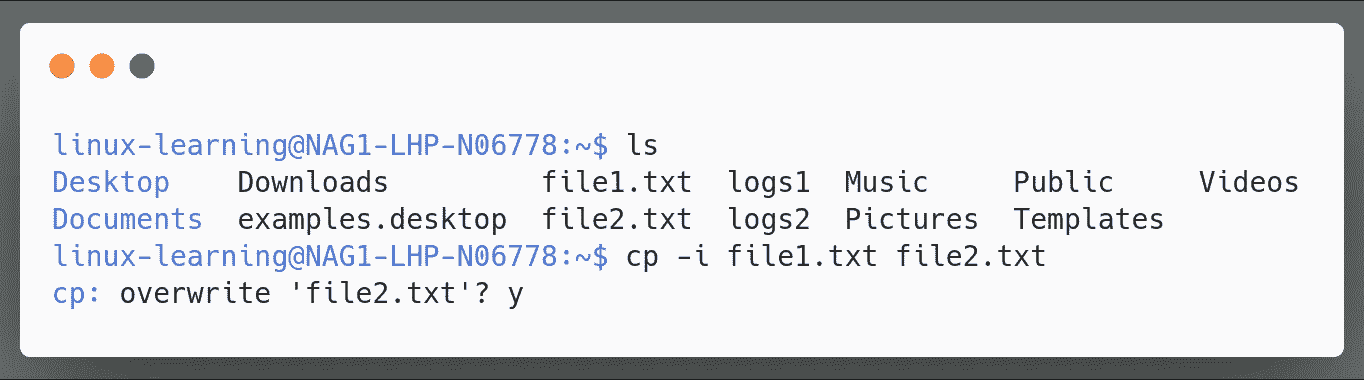 linux-learning@NAG1-LHP-N06778:~$ ls
Desktop    Downloads         file1.txt  logs1  Music     Public     Videos
Documents  examples.desktop  file2.txt  logs2  Pictures  Templates
linux-learning@NAG1-LHP-N06778:~$ cp -i file1.txt file2.txt
cp: overwrite 'file2.txt'? y